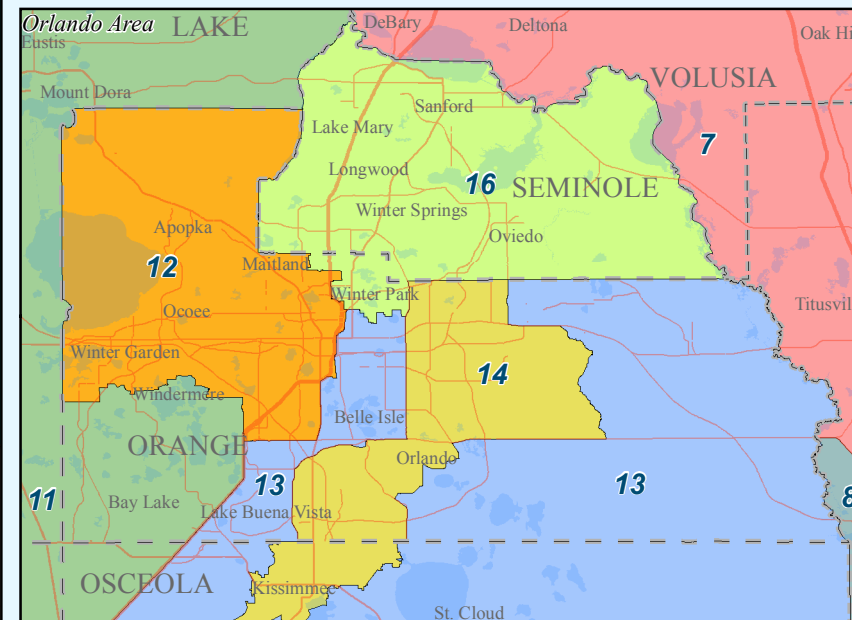 Orlando Area
LAKE
DeBary
Deltona
Oak Hi
Eustis
VOLUSIA
Mount Dora
Sanford
Lake Mary
7
Longwood
16
SEMINOLE
Winter Springs
Apopka
Oviedo
12
Maitland
Winter Park
Titusvil
Ocoee
Winter Garden
14
Windermere
Belle Isle
ORANGE
Orlando
13
13
11
8
Bay Lake
Lake Buena Vista
OSCEOLA
Kissimmee
St. Cloud